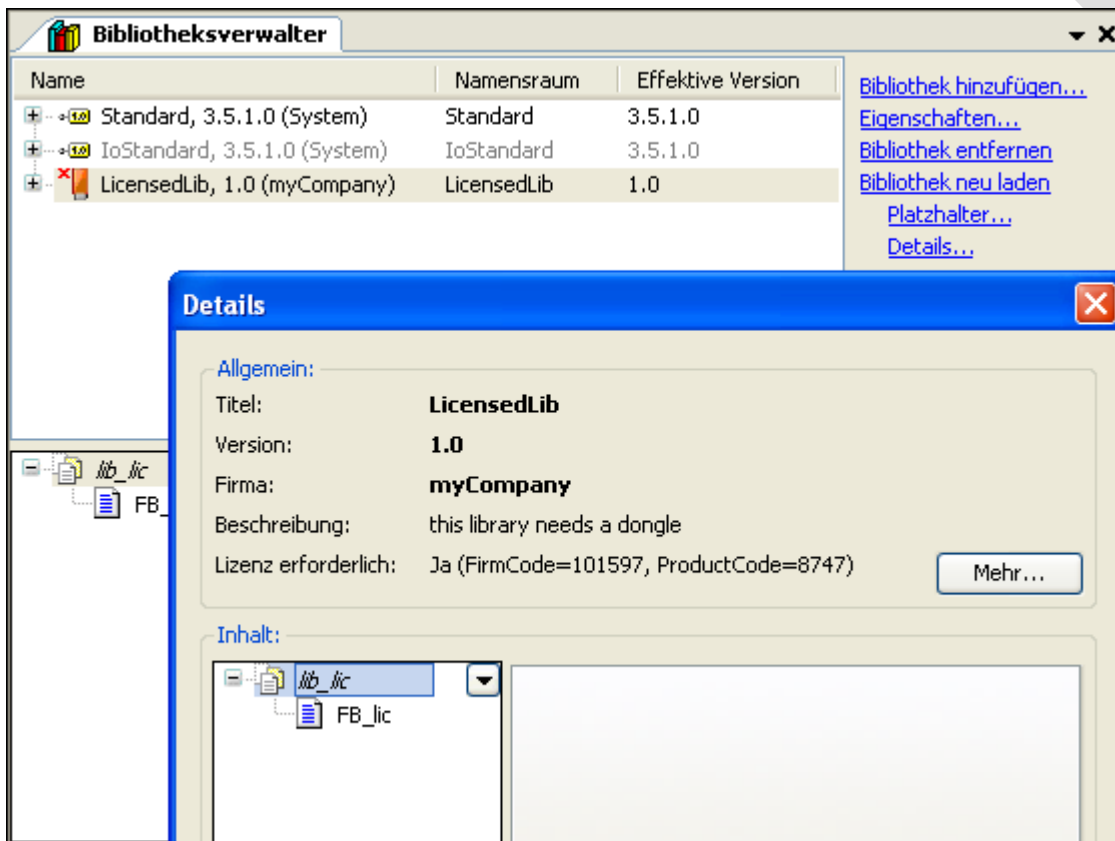 Bibliotheksverwalter
Name Namensraum Effektive Version
Standard, 3.5.1.0 (System) Standard 3.5.1.0
IoStandard, 3.5.1.0 (System) IoStandard 3.5.1.0
LicensedLib, 1.0 (myCompany) LicensedLib 1.0
Bibliothek hinzufügen...
Eigenschaften...
Bibliothek entfernen
Bibliothek neu laden
Platzhalter...
Details...
lib_lic
FB_
Details
Allgemein:
Titel: LicensedLib
Version: 1.0
Firma: myCompany
Beschreibung: this library needs a dongle
Lizenz erforderlich: Ja (FirmCode=101597, ProductCode=8747)
Mehr...
Inhalt:
lib_lic
FB_lic